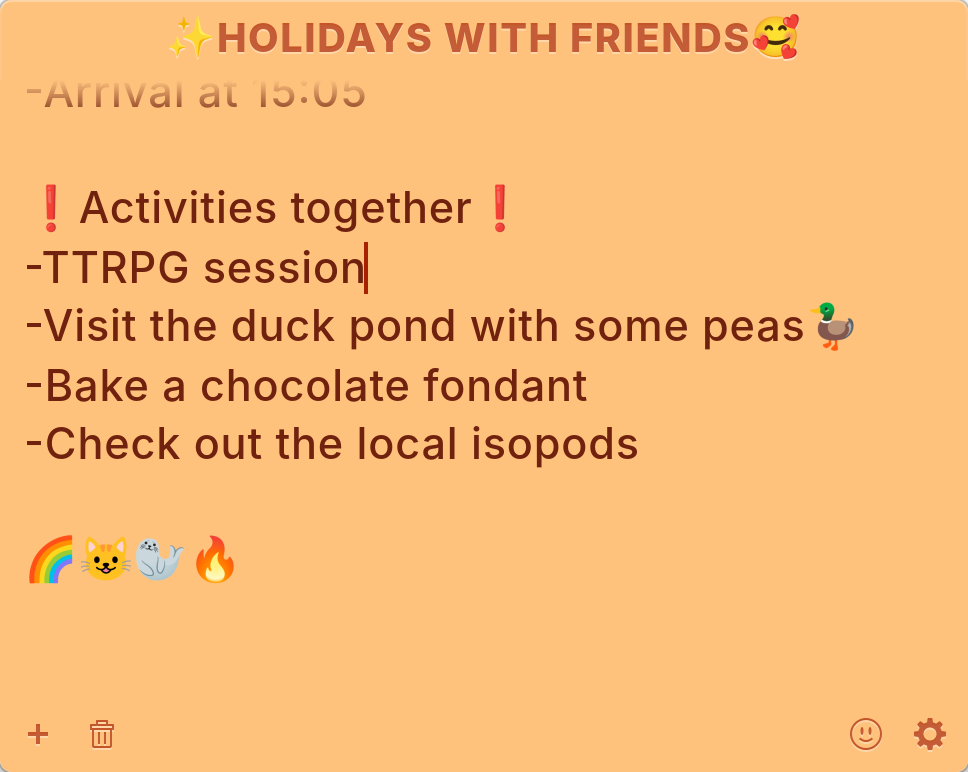 ✨HOLIDAYS WITH FRIENDS🥰
-Arrival at 15:05
❗Activities together❗
-TTRPG session
-Visit the duck pond with some peas🦆
-Bake a chocolate fondant
-Check out the local isopods
🌈😺🦭🔥